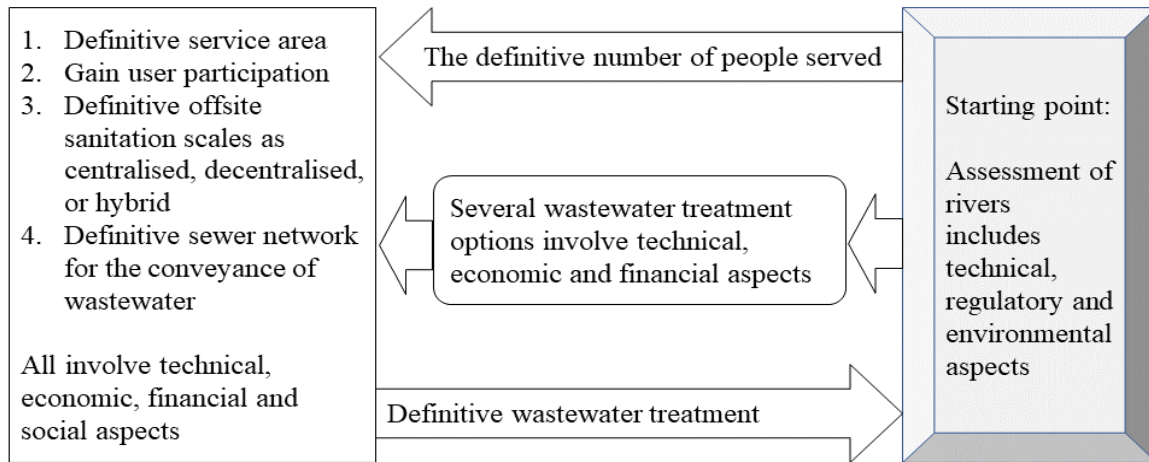 1. Definitive service area
2. Gain user participation
3. Definitive offsite
sanitation scales as
centralised, decentralised,
or hybrid
4. Definitive sewer network
for the conveyance of
wastewater
All involve technical,
economic, financial and
social aspects
The definitive number of people served
Several wastewater treatment
options involve technical,
economic and financial aspects
Definitive wastewater treatment
Starting point:
Assessment of
rivers
includes
technical,
regulatory and
environmental
aspects